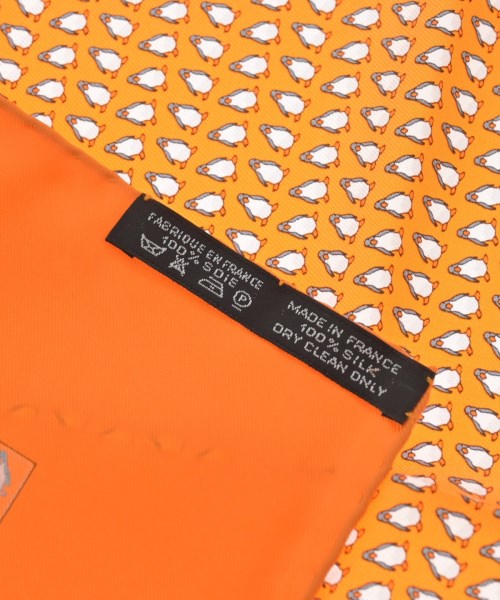 FABRIQUE EN FRANCE
100% SOIE
P
MADE IN FRANCE
100% SILK
DRY CLEAN ONLY